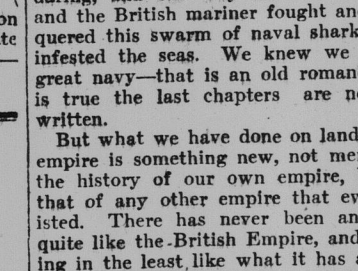 and the British mariner fought an
quered this swarm of naval shark
infested the seas. We knew we
great navy—that is an old roman
is true the last chapters are n
written.
But what we have done on land
empire is something new, not me
the history of our own empire,
that of any other empire that ev
isted. There has never been an
quite like the British Empire, and
ing in the least like what it has